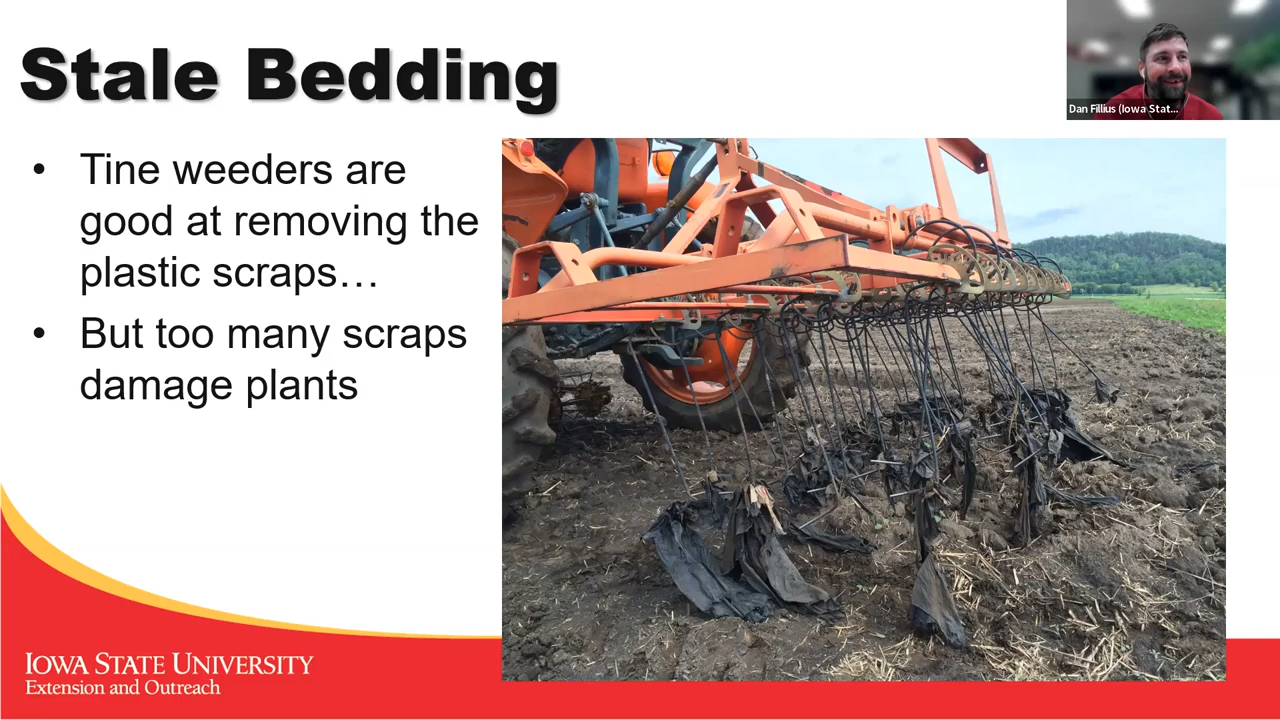 Stale Bedding
Dan Fillius (Iowa Stat...
• Tine weeders are
good at removing the
plastic scraps…
• But too many scraps
damage plants
IOWA STATE UNIVERSITY
Extension and Outreach